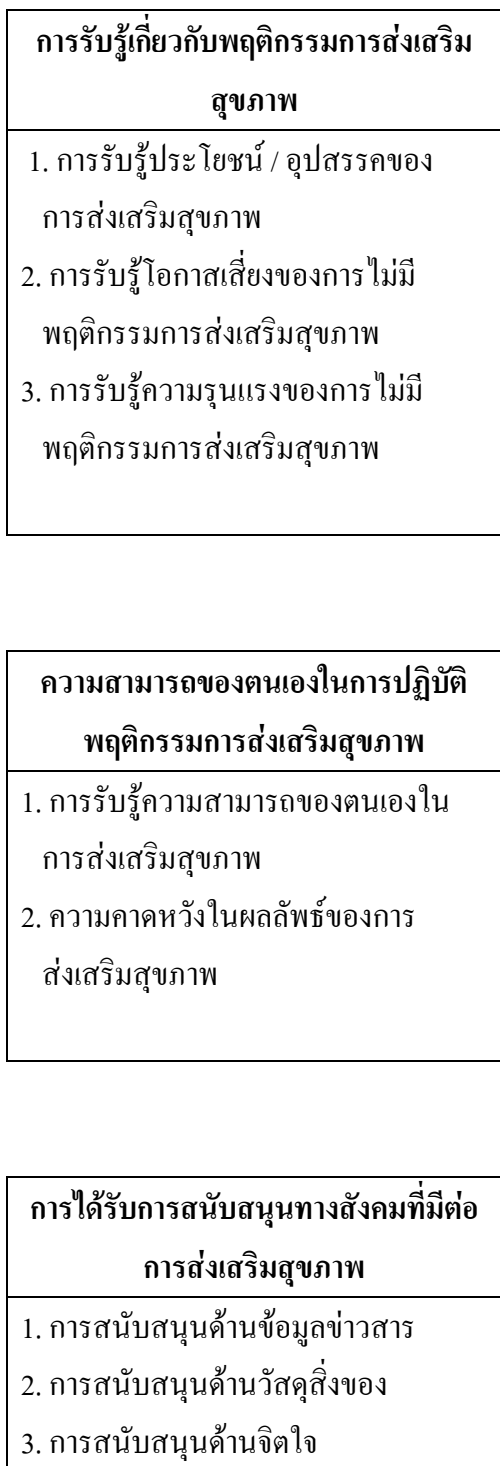 การรับรู้เกี่ยวกับพฤติกรรมการส่งเสริม
สุขภาพ
1. การรับรู้ประโยชน์ / อุปสรรคของ
การส่งเสริมสุขภาพ
2. การรับรู้โอกาสเสี่ยงของการไม่มี
พฤติกรรมการส่งเสริมสุขภาพ
3. การรับรู้ความรุนแรงของการไม่มี
พฤติกรรมการส่งเสริมสุขภาพ
ความสามารถของตนเองในการปฏิบัติ
พฤติกรรมการส่งเสริมสุขภาพ
1. การรับรู้ความสามารถของตนเองใน
การส่งเสริมสุขภาพ
2. ความคาดหวังในผลลัพธ์ของการ
ส่งเสริมสุขภาพ
การได้รับการสนับสนุนทางสังคมที่มีต่อ
การส่งเสริมสุขภาพ
1. การสนับสนุนด้านข้อมูลข่าวสาร
2. การสนับสนุนด้านวัสดุสิ่งของ
3. การสนับสนุนด้านจิตใจ